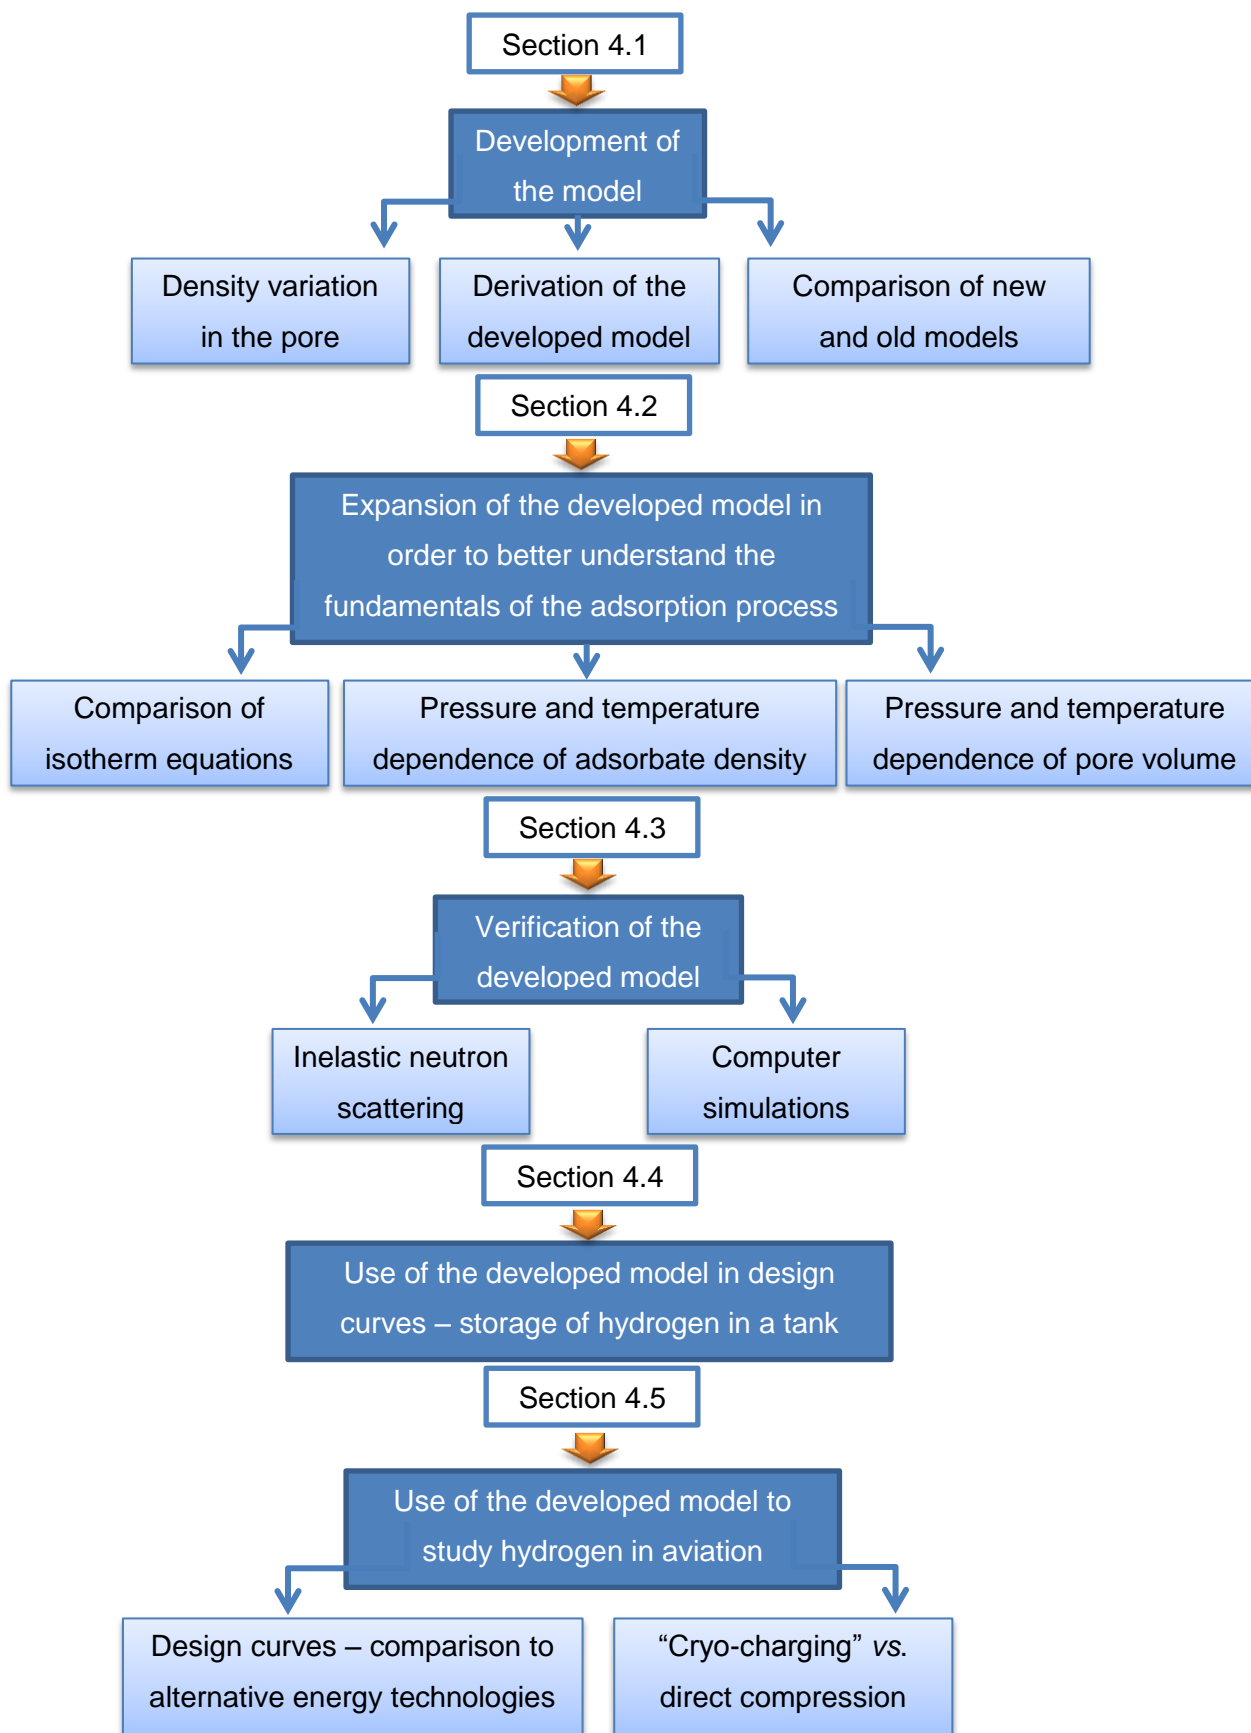 Section 4.1
Development of
the model
Density variation
in the pore
Derivation of the
developed model
Comparison of new
and old models
Section 4.2
Expansion of the developed model in
order to better understand the
fundamentals of the adsorption process
Comparison of
isotherm equations
Pressure and temperature
dependence of adsorbate density
Pressure and temperature
dependence of pore volume
Section 4.3
Verification of the
developed model
Inelastic neutron
scattering
Computer
simulations
Section 4.4
Use of the developed model in design
curves – storage of hydrogen in a tank
Section 4.5
Use of the developed model to
study hydrogen in aviation
Design curves – comparison to
alternative energy technologies
“Cryo-charging” vs.
direct compression